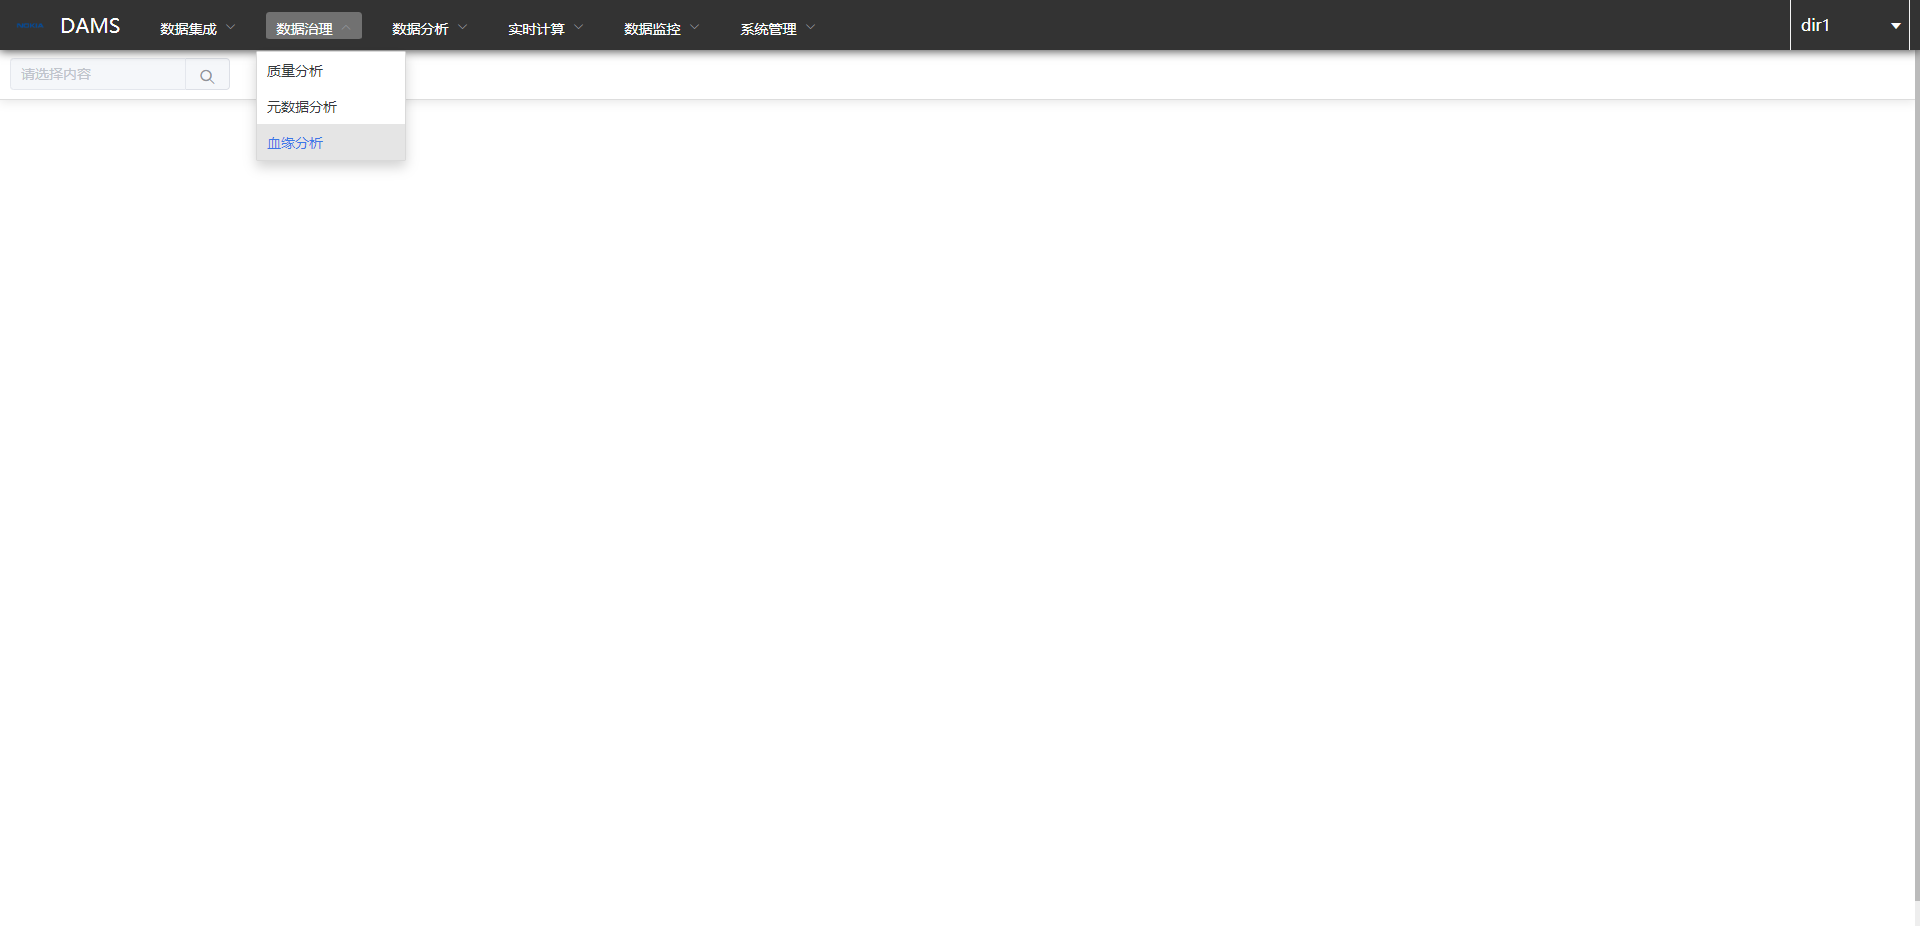 DAMS 数据集成 数据治理 数据分析 实时计算 数据监控 系统管理 dir1
请选择内容
质量分析
元数据分析
血缘分析